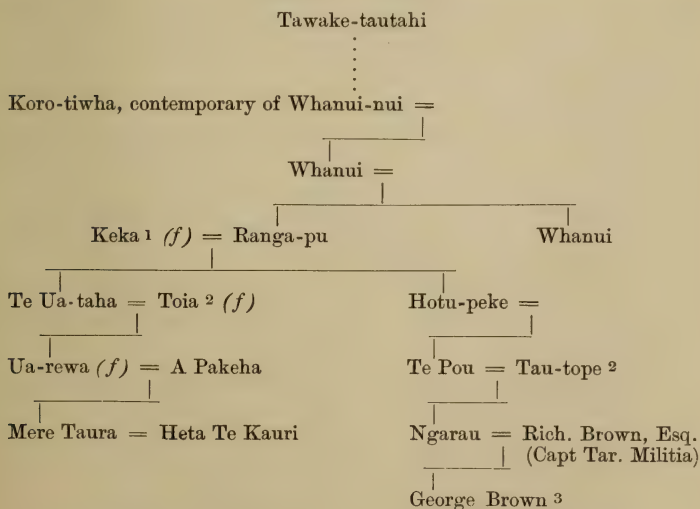 Tawake-tautahi
Koro-tiwha, contemporary of Whanui-nui =
Whanui =
Keka 1 (f) = Ranga-pu Whanui
Te Ua-taha = Toia 2 (f) Hotu-peke =
Ua-rewa (f) = A Pakeha Te Pou = Tau-tope 2
Mere Taura = Heta Te Kauri Ngarau = Rich. Brown, Esq.
(Capt Tar. Militia)
George Brown 3